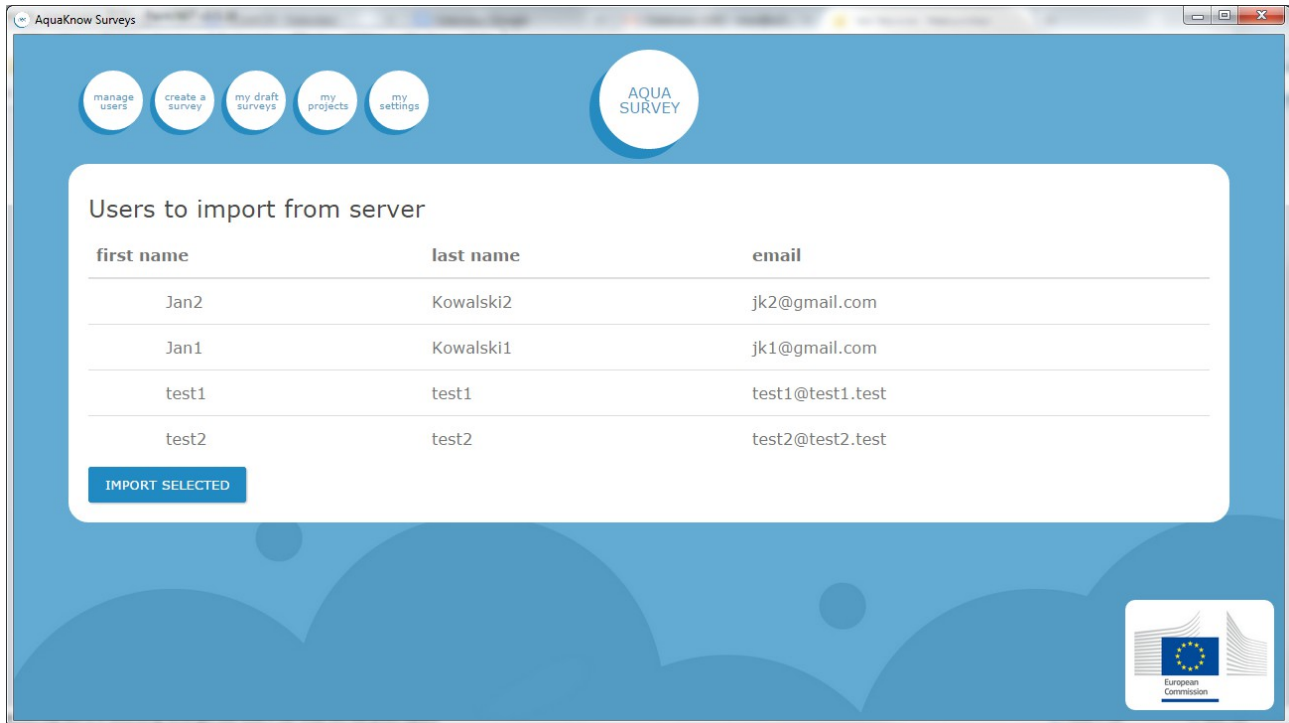 AquaKnow Surveys
manage
users
create a
survey
my draft
surveys
my
projects
my
settings
AQUA
SURVEY
Users to import from server
first name last name email
Jan2 Kowalski2 jk2@gmail.com
Jan1 Kowalski1 jk1@gmail.com
test1 test1 test1@test1.test
test2 test2 test2@test2.test
IMPORT SELECTED
European
Commission